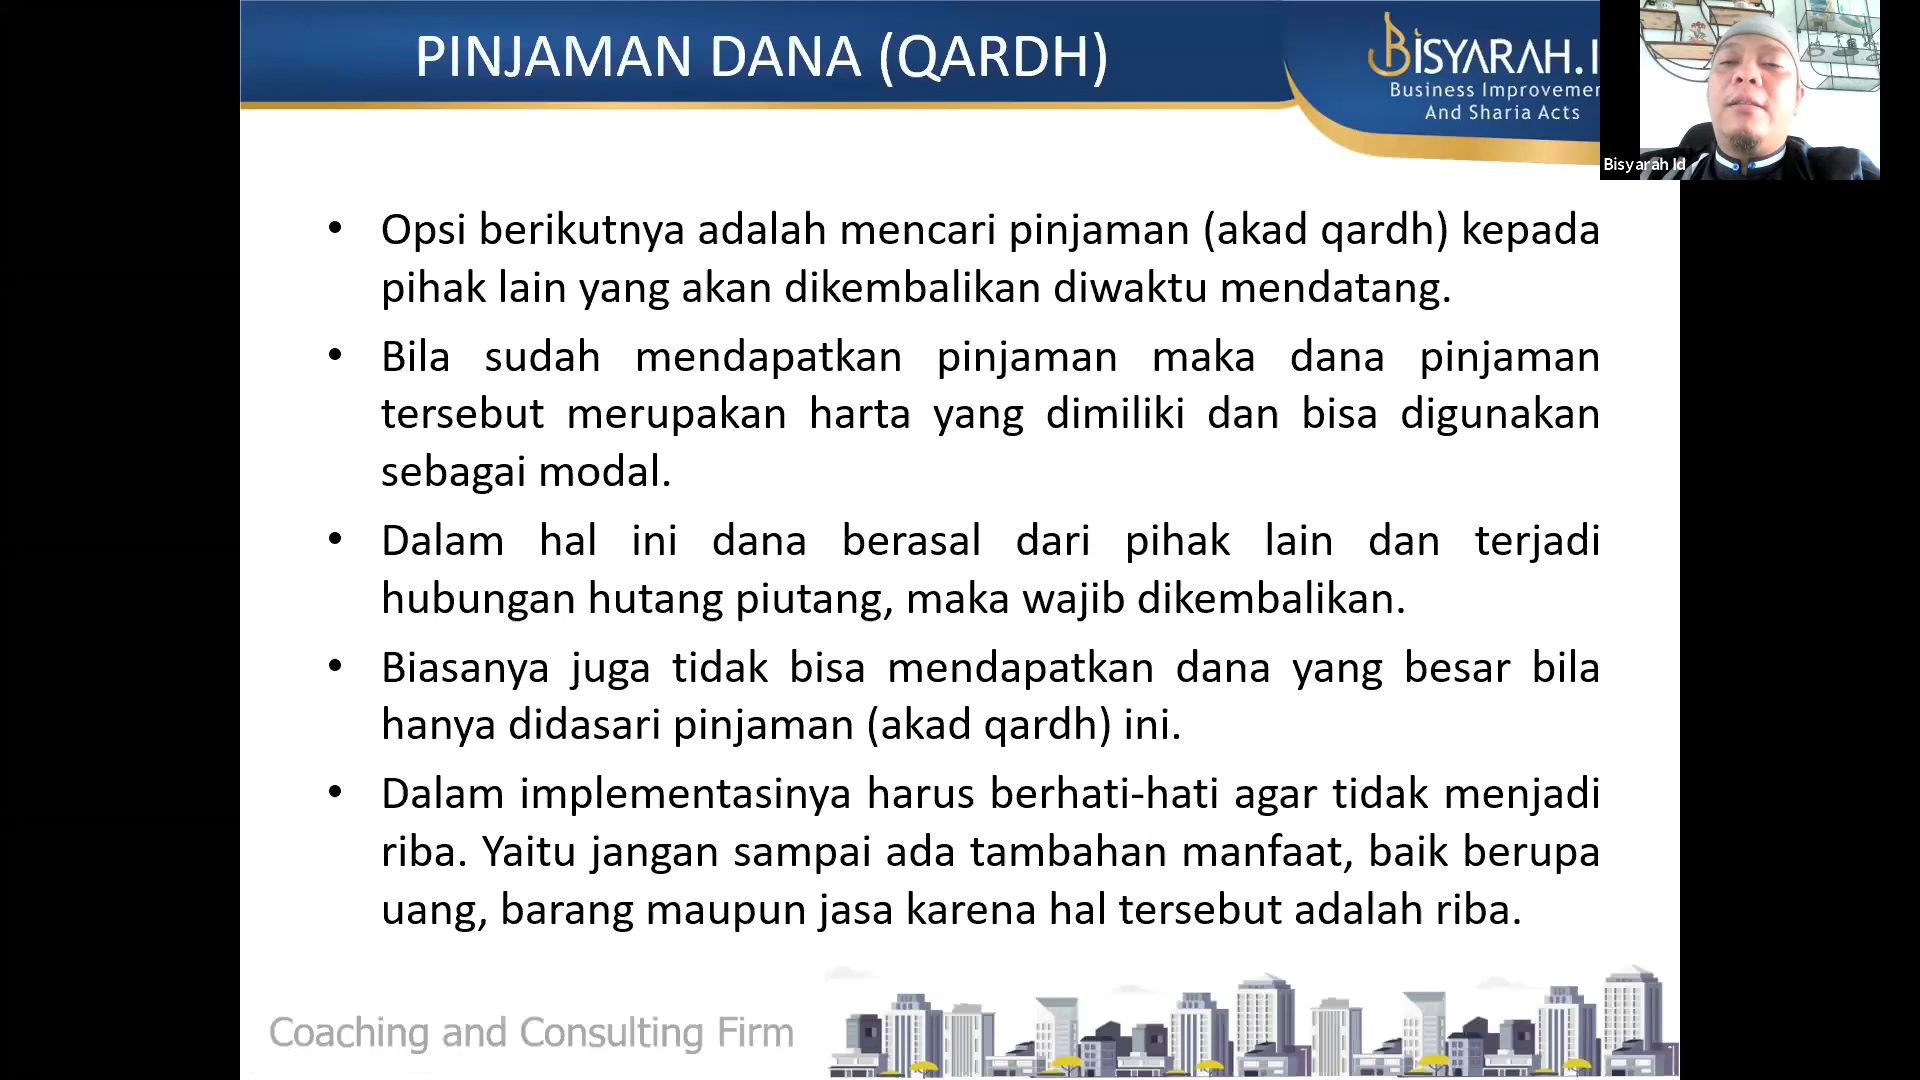 PINJAMAN DANA (QARDH)
BISYARAH.I
Business Improvemen
And Sharia Acts
Bisyarah Id
• Opsi berikutnya adalah mencari pinjaman (akad qardh) kepada
pihak lain yang akan dikembalikan diwaktu mendatang.
• Bila sudah mendapatkan pinjaman maka dana pinjaman
tersebut merupakan harta yang dimiliki dan bisa digunakan
sebagai modal.
• Dalam hal ini dana berasal dari pihak lain dan terjadi
hubungan hutang piutang, maka wajib dikembalikan.
• Biasanya juga tidak bisa mendapatkan dana yang besar bila
hanya didasari pinjaman (akad qardh) ini.
• Dalam implementasinya harus berhati-hati agar tidak menjadi
riba. Yaitu jangan sampai ada tambahan manfaat, baik berupa
uang, barang maupun jasa karena hal tersebut adalah riba.
Coaching and Consulting Firm